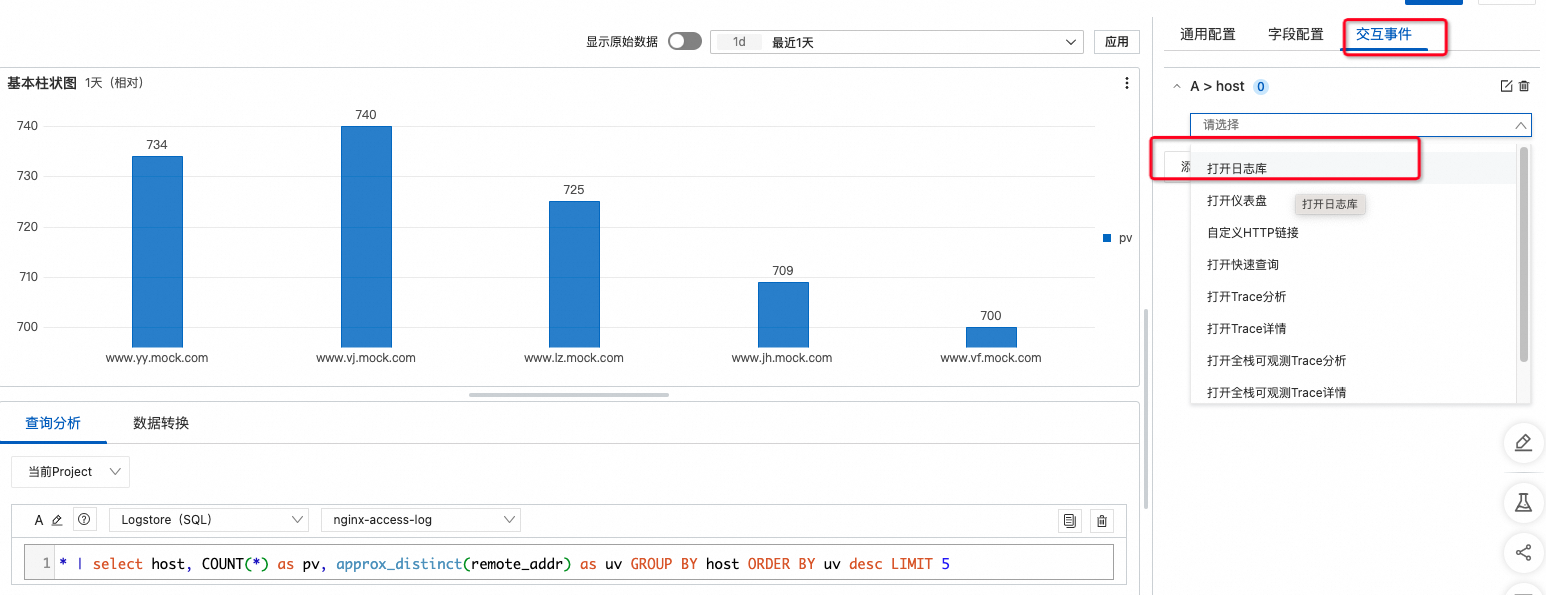 显示原始数据 1d 最近1天 应用
基本柱状图 1天（相对）
740
730
720
710
700
734
740
725
709
700
www.yy.mock.com www.vj.mock.com www.lz.mock.com www.jh.mock.com www.vf.mock.com
pv
查询分析 数据转换
当前Project
A Logstore（SQL） nginx-access-log
1 * | select host, COUNT(*) as pv, approx_distinct(remote_addr) as uv GROUP BY host ORDER BY uv desc LIMIT 5
通用配置 字段配置 交互事件
A > host 0
请选择
添
打开日志库
打开仪表盘
打开日志库
自定义HTTP链接
打开快速查询
打开Trace分析
打开Trace详情
打开全栈可观测Trace分析
打开全栈可观测Trace详情